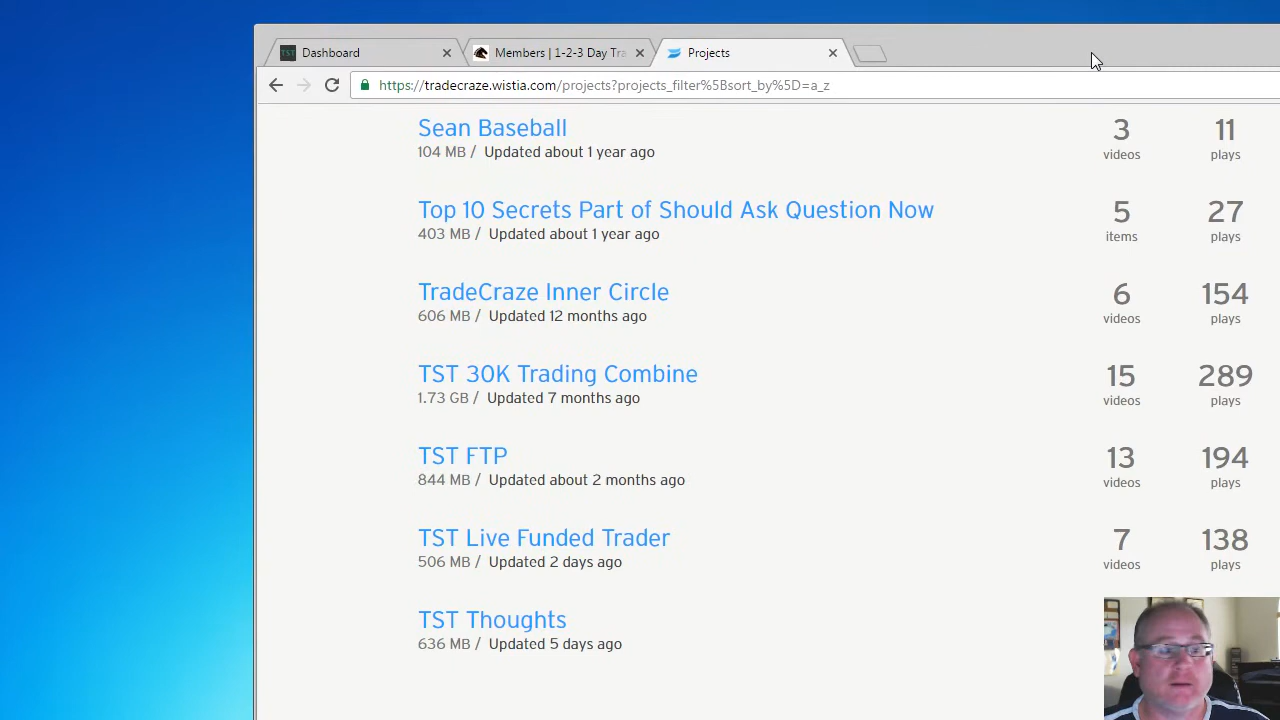 TST Dashboard
Members | 1-2-3 Day Tra
Projects
https://tradecraze.wistia.com/projects?projects_filter%5Bsort_by%5D=a_z
Sean Baseball
3
11
104 MB / Updated about 1 year ago
videos
plays
Top 10 Secrets Part of Should Ask Question Now
5
27
403 MB / Updated about 1 year ago
items
plays
TradeCraze Inner Circle
6
154
606 MB / Updated 12 months ago
videos
plays
TST 30K Trading Combine
15
289
1.73 GB / Updated 7 months ago
videos
plays
TST FTP
13
194
844 MB / Updated about 2 months ago
videos
plays
TST Live Funded Trader
7
138
506 MB / Updated 2 days ago
videos
plays
TST Thoughts
636 MB / Updated 5 days ago